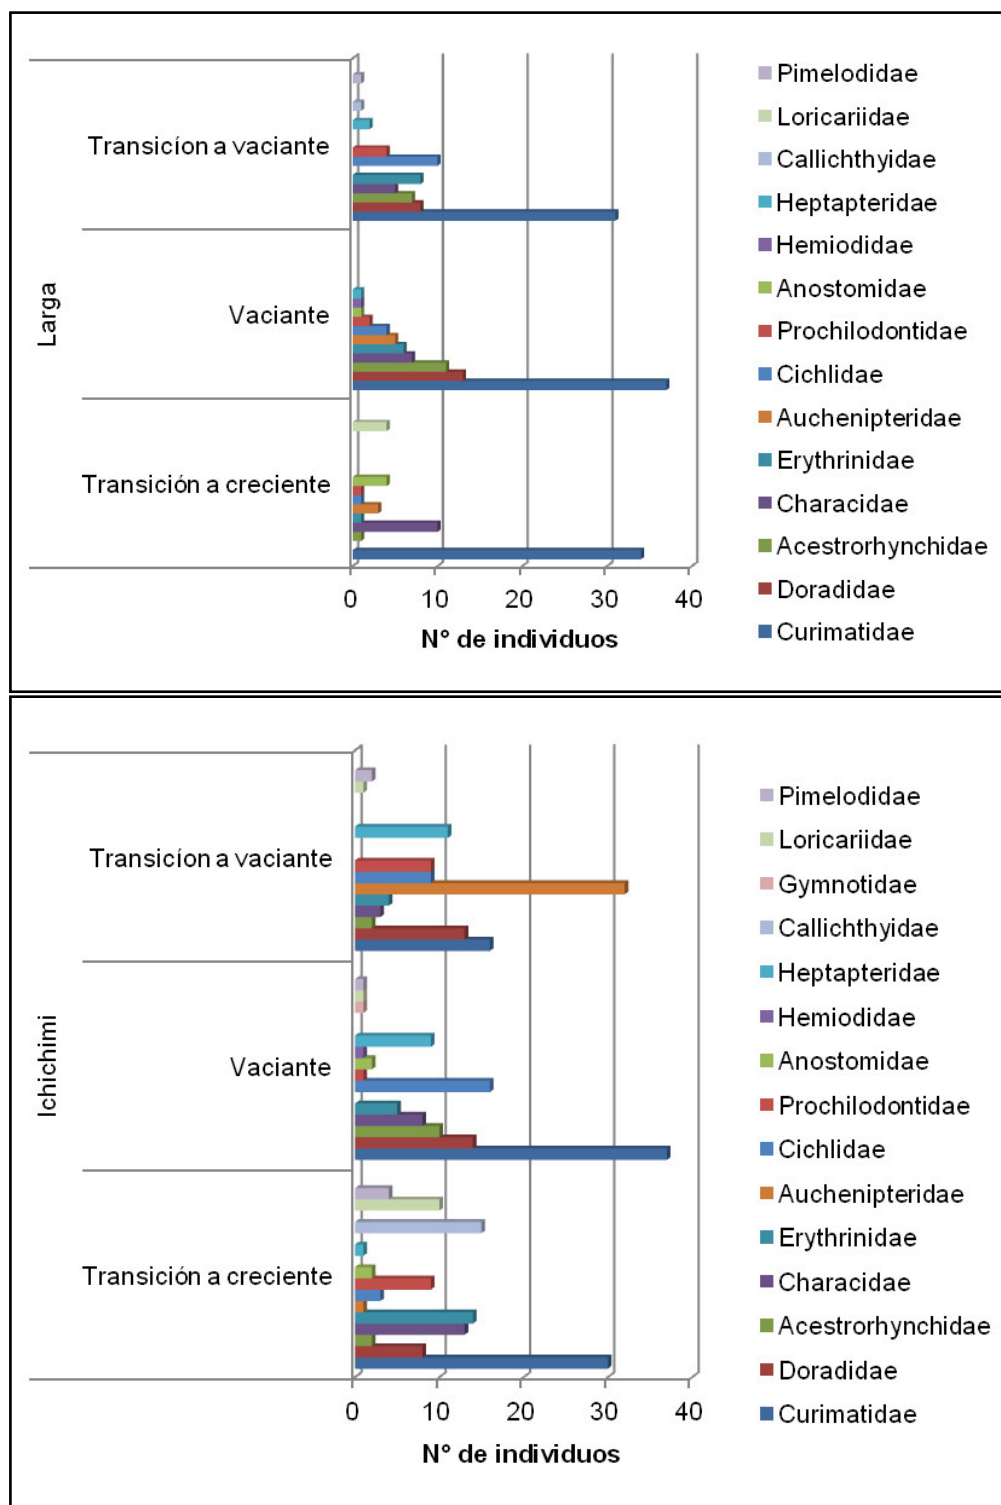 Larga
Transicíon a vaciante
Vaciante
Transición a creciente
0 10 20 30 40
N° de individuos
Pimelodidae
Loricariidae
Callichthyidae
Heptapteridae
Hemiodidae
Anostomidae
Prochilodontidae
Cichlidae
Auchenipteridae
Erythrinidae
Characidae
Acestrorhynchidae
Doradidae
Curimatidae
Ichichimi
Transicíon a vaciante
Vaciante
Transición a creciente
0 10 20 30 40
N° de individuos
Pimelodidae
Loricariidae
Gymnotidae
Callichthyidae
Heptapteridae
Hemiodidae
Anostomidae
Prochilodontidae
Cichlidae
Auchenipteridae
Erythrinidae
Characidae
Acestrorhynchidae
Doradidae
Curimatidae